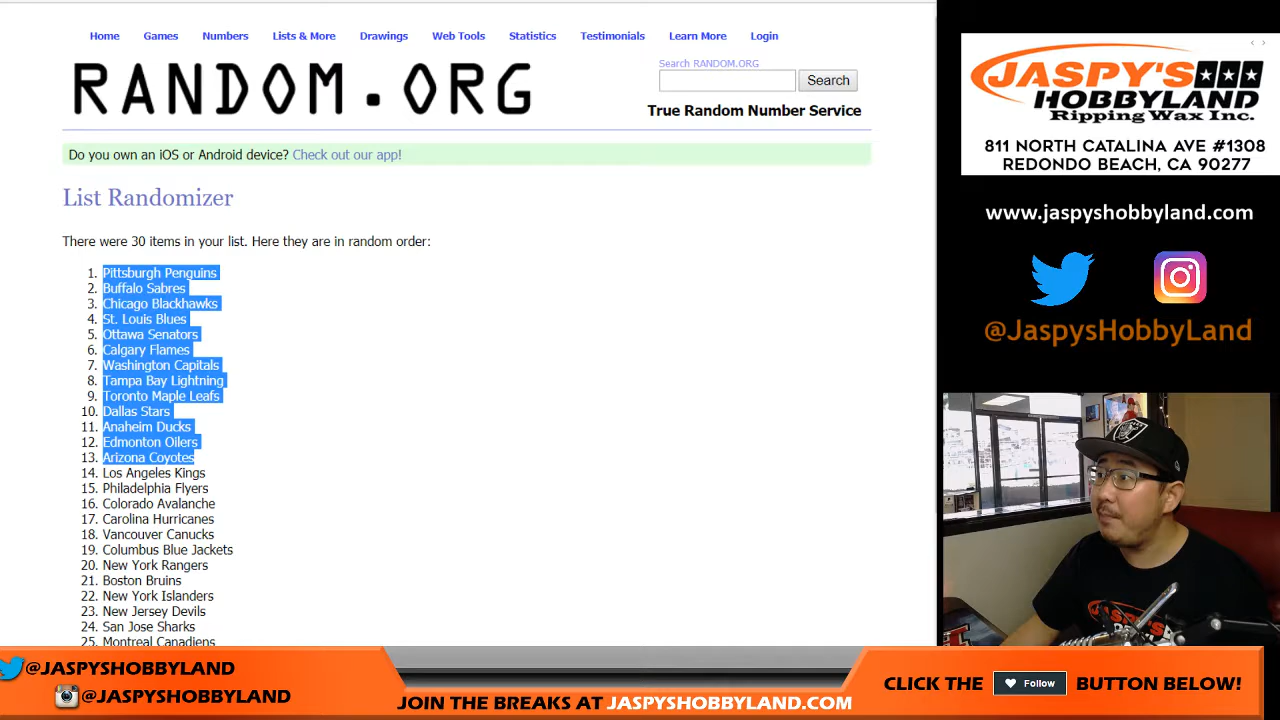 Home Games Numbers Lists & More Drawings Web Tools Statistics Testimonials Learn More Login
RANDOM.ORG
Search RANDOM.ORG
Search
True Random Number Service
Do you own an iOS or Android device? Check out our app!
List Randomizer
There were 30 items in your list. Here they are in random order:
1. Pittsburgh Penguins
2. Buffalo Sabres
3. Chicago Blackhawks
4. St. Louis Blues
5. Ottawa Senators
6. Calgary Flames
7. Washington Capitals
8. Tampa Bay Lightning
9. Toronto Maple Leafs
10. Dallas Stars
11. Anaheim Ducks
12. Edmonton Oilers
13. Arizona Coyotes
14. Los Angeles Kings
15. Philadelphia Flyers
16. Colorado Avalanche
17. Carolina Hurricanes
18. Vancouver Canucks
19. Columbus Blue Jackets
20. New York Rangers
21. Boston Bruins
22. New York Islanders
23. New Jersey Devils
24. San Jose Sharks
25. Montreal Canadiens
JASPY'S
HOBBYLAND
Ripping Wax Inc.
811 NORTH CATALINA AVE #1308
REDONDO BEACH, CA 90277
www.jaspyshobbyland.com
@JaspysHobbyLand
@JASPYSHOBBYLAND
@JASPYSHOBBYLAND
JOIN THE BREAKS AT JASPYSHOBBYLAND.COM
CLICK THE Follow BUTTON BELOW!